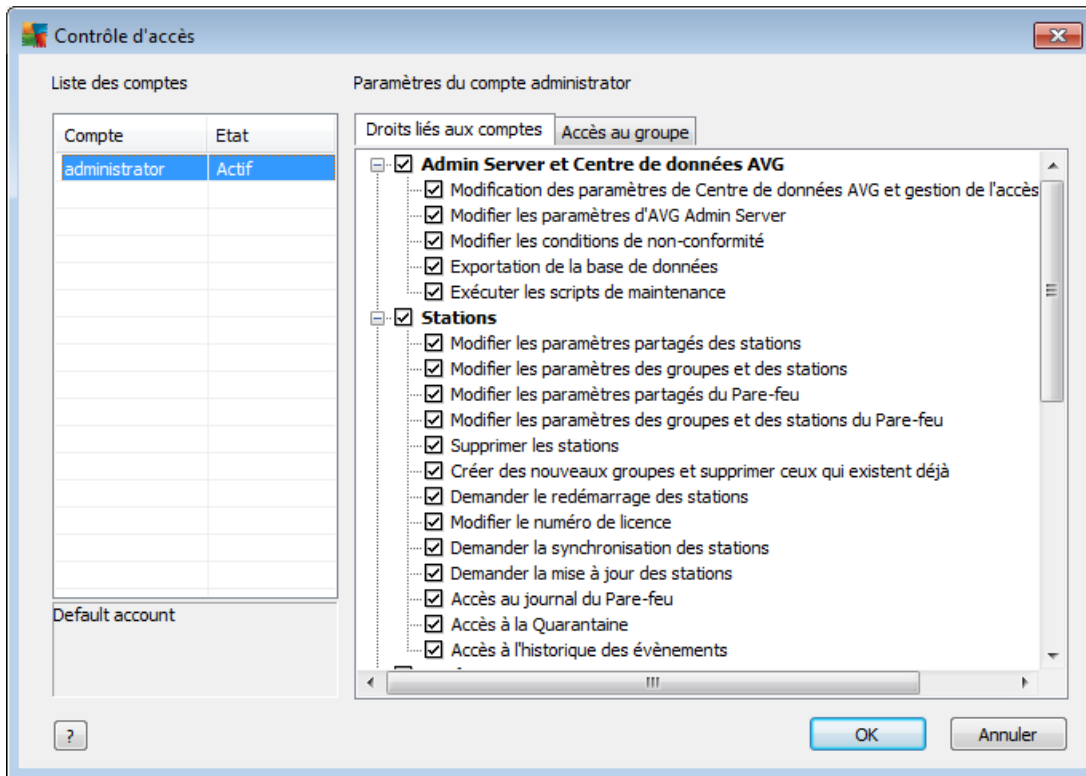 Contrôle d'accès
Liste des comptes
Paramètres du compte administrator
Compte Etat
administrator Actif
Default account
Droits liés aux comptes Accès au groupe
Admin Server et Centre de données AVG
Modification des paramètres de Centre de données AVG et gestion de l'accès
Modifier les paramètres d'AVG Admin Server
Modifier les conditions de non-conformité
Exportation de la base de données
Exécuter les scripts de maintenance
Stations
Modifier les paramètres partagés des stations
Modifier les paramètres des groupes et des stations
Modifier les paramètres partagés du Pare-feu
Modifier les paramètres des groupes et des stations du Pare-feu
Supprimer les stations
Créer des nouveaux groupes et supprimer ceux qui existent déjà
Demander le redémarrage des stations
Modifier le numéro de licence
Demander la synchronisation des stations
Demander la mise à jour des stations
Accès au journal du Pare-feu
Accès à la Quarantaine
Accès à l'historique des évènements
?
OK
Annuler